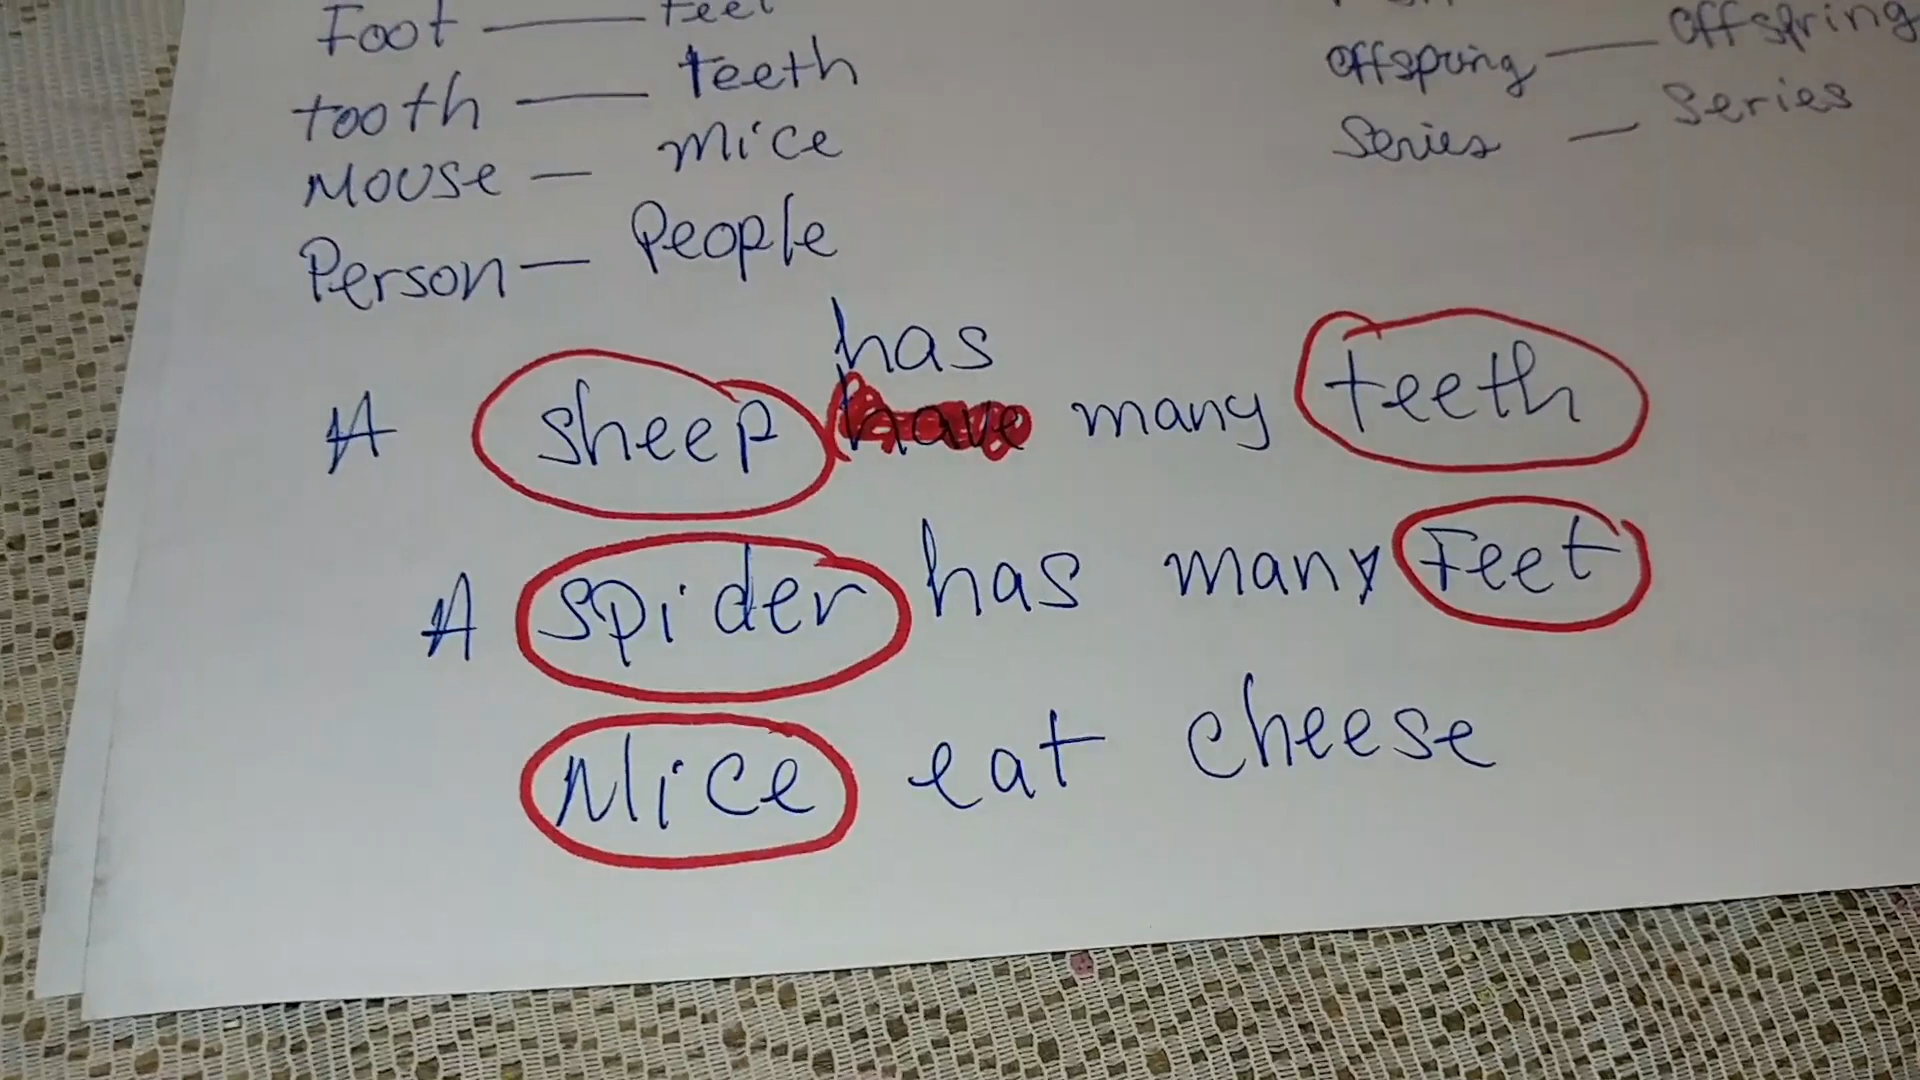 Foot — Feet
tooth — teeth
Mouse — Mice
Person — People
offspring — offspring
Series — Series
has
A sheep have many teeth
A spider has many Feet
Mice eat cheese